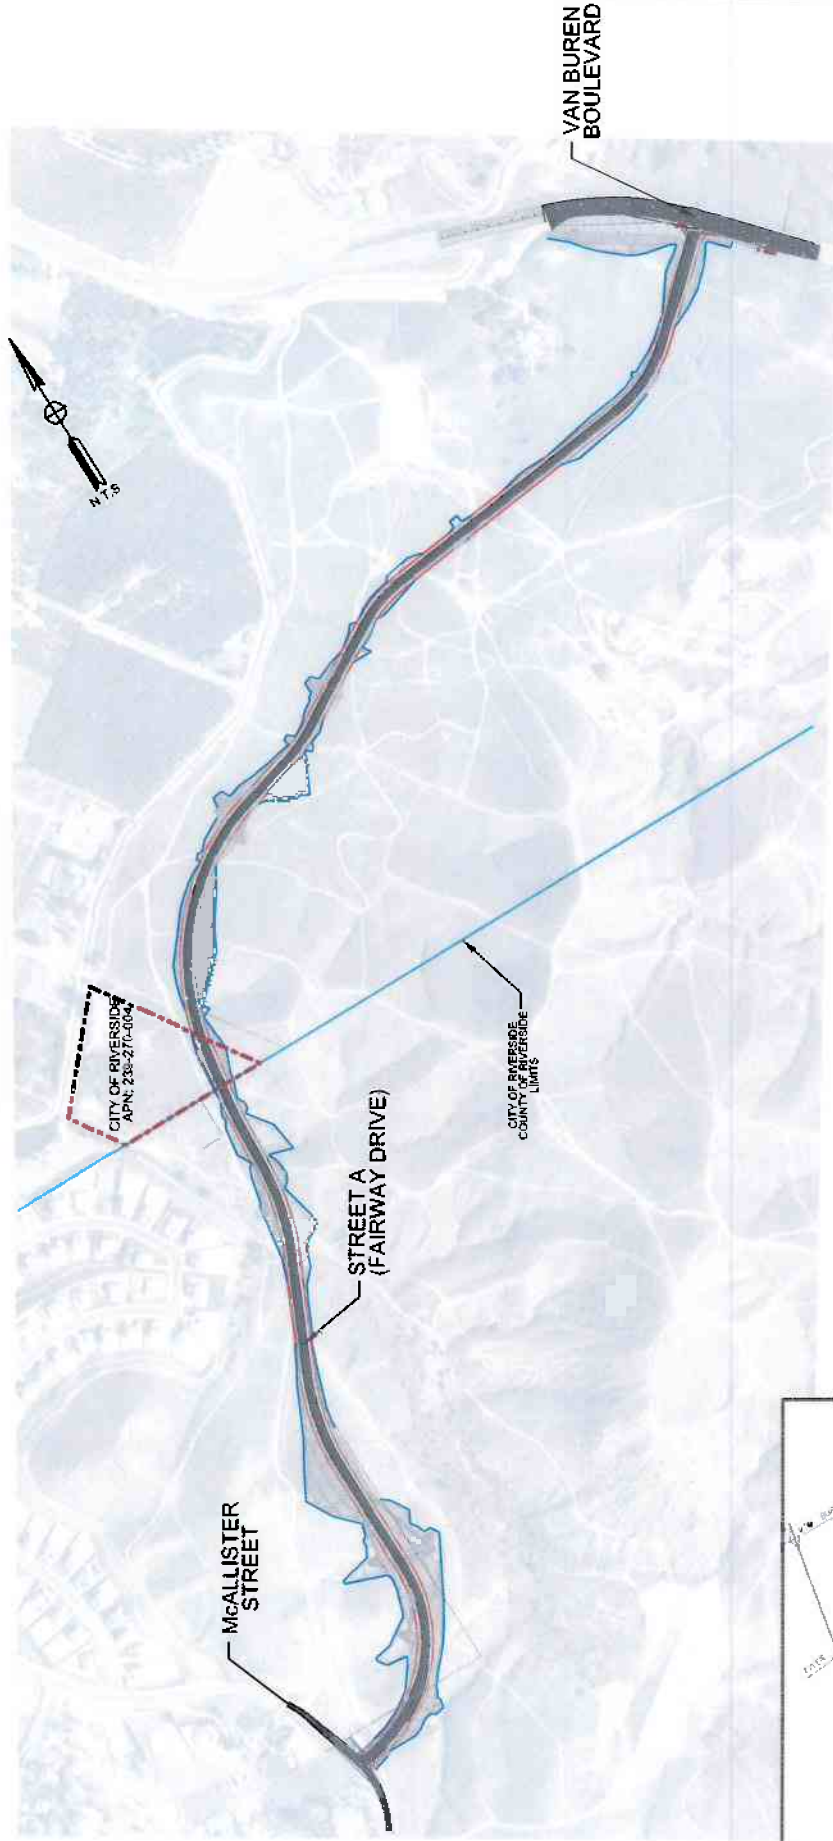 VAN BUREN
BOULEVARD
N.T.S
CITY OF RIVERSIDE
APN: 239-270-004
CITY OF RIVERSIDE
COUNTY OF RIVERSIDE
LIMITS
STREET A
(FAIRWAY DRIVE)
McALLISTER
STREET